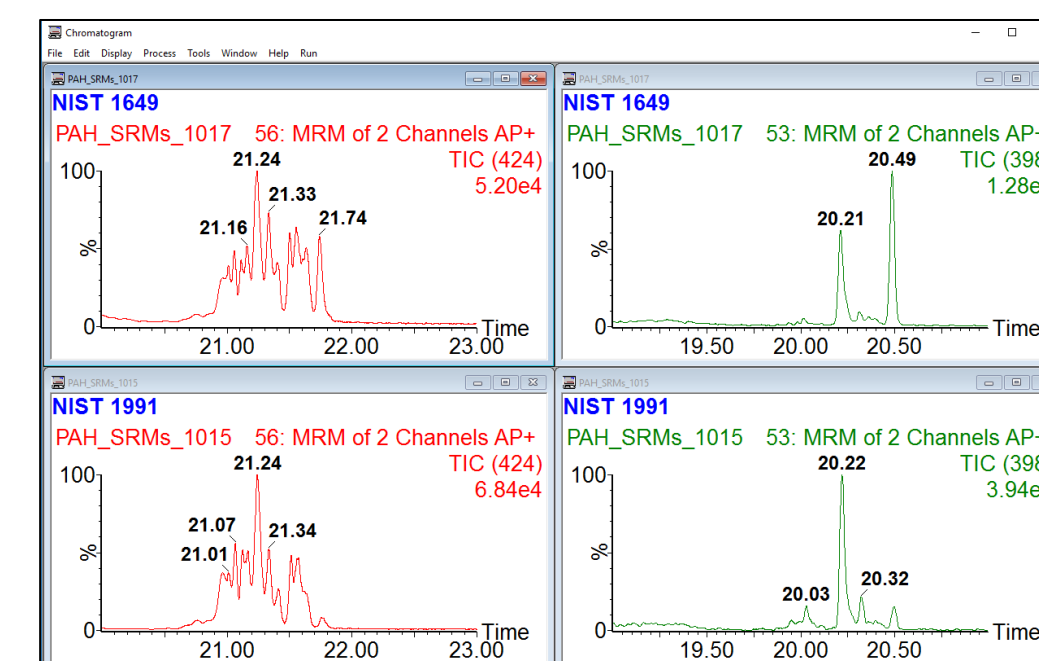 Chromatogram
File Edit Display Process Tools Window Help Run
PAH_SRMs_1017
NIST 1649
PAH_SRMs_1017 56: MRM of 2 Channels AP+
TIC (424)
5.20e4
21.24
21.33
21.16
21.74
100
%
0
21.00 22.00 23.00
Time
PAH_SRMs_1017
NIST 1649
PAH_SRMs_1017 53: MRM of 2 Channels AP+
TIC (398
1.28e
20.49
20.21
100
%
0
19.50 20.00 20.50
Time
PAH_SRMs_1015
NIST 1991
PAH_SRMs_1015 56: MRM of 2 Channels AP+
TIC (424)
6.84e4
21.24
21.07
21.34
21.01
100
%
0
21.00 22.00 23.00
Time
PAH_SRMs_1015
NIST 1991
PAH_SRMs_1015 53: MRM of 2 Channels AP+
TIC (398
3.94e
20.22
20.32
20.03
100
%
0
19.50 20.00 20.50
Time